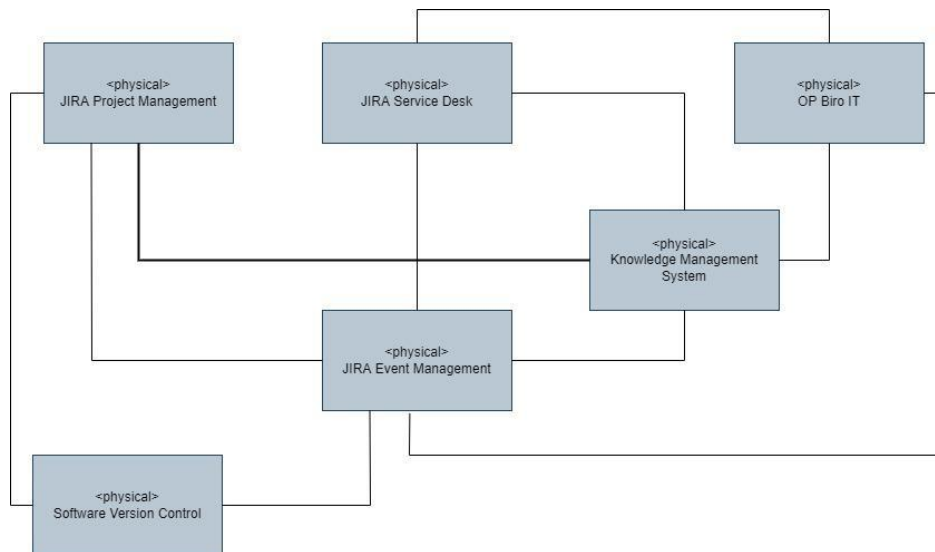 <physical>
JIRA Project Management
<physical>
JIRA Service Desk
<physical>
OP Biro IT
<physical>
Knowledge Management
System
<physical>
JIRA Event Management
<physical>
Software Version Control